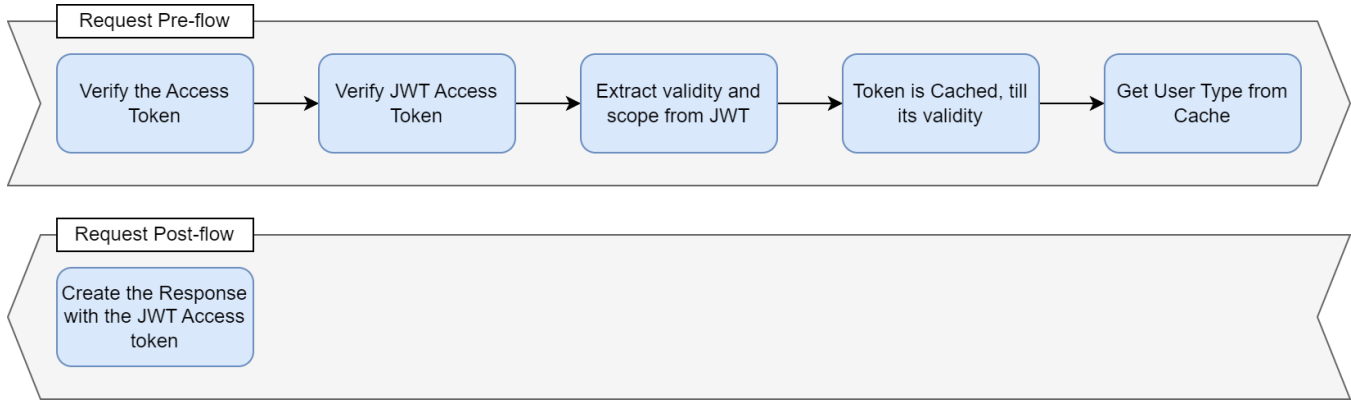 Request Pre-flow
Verify the Access
Token
Verify JWT Access
Token
Extract validity and
scope from JWT
Token is Cached, till
its validity
Get User Type from
Cache
Request Post-flow
Create the Response
with the JWT Access
token